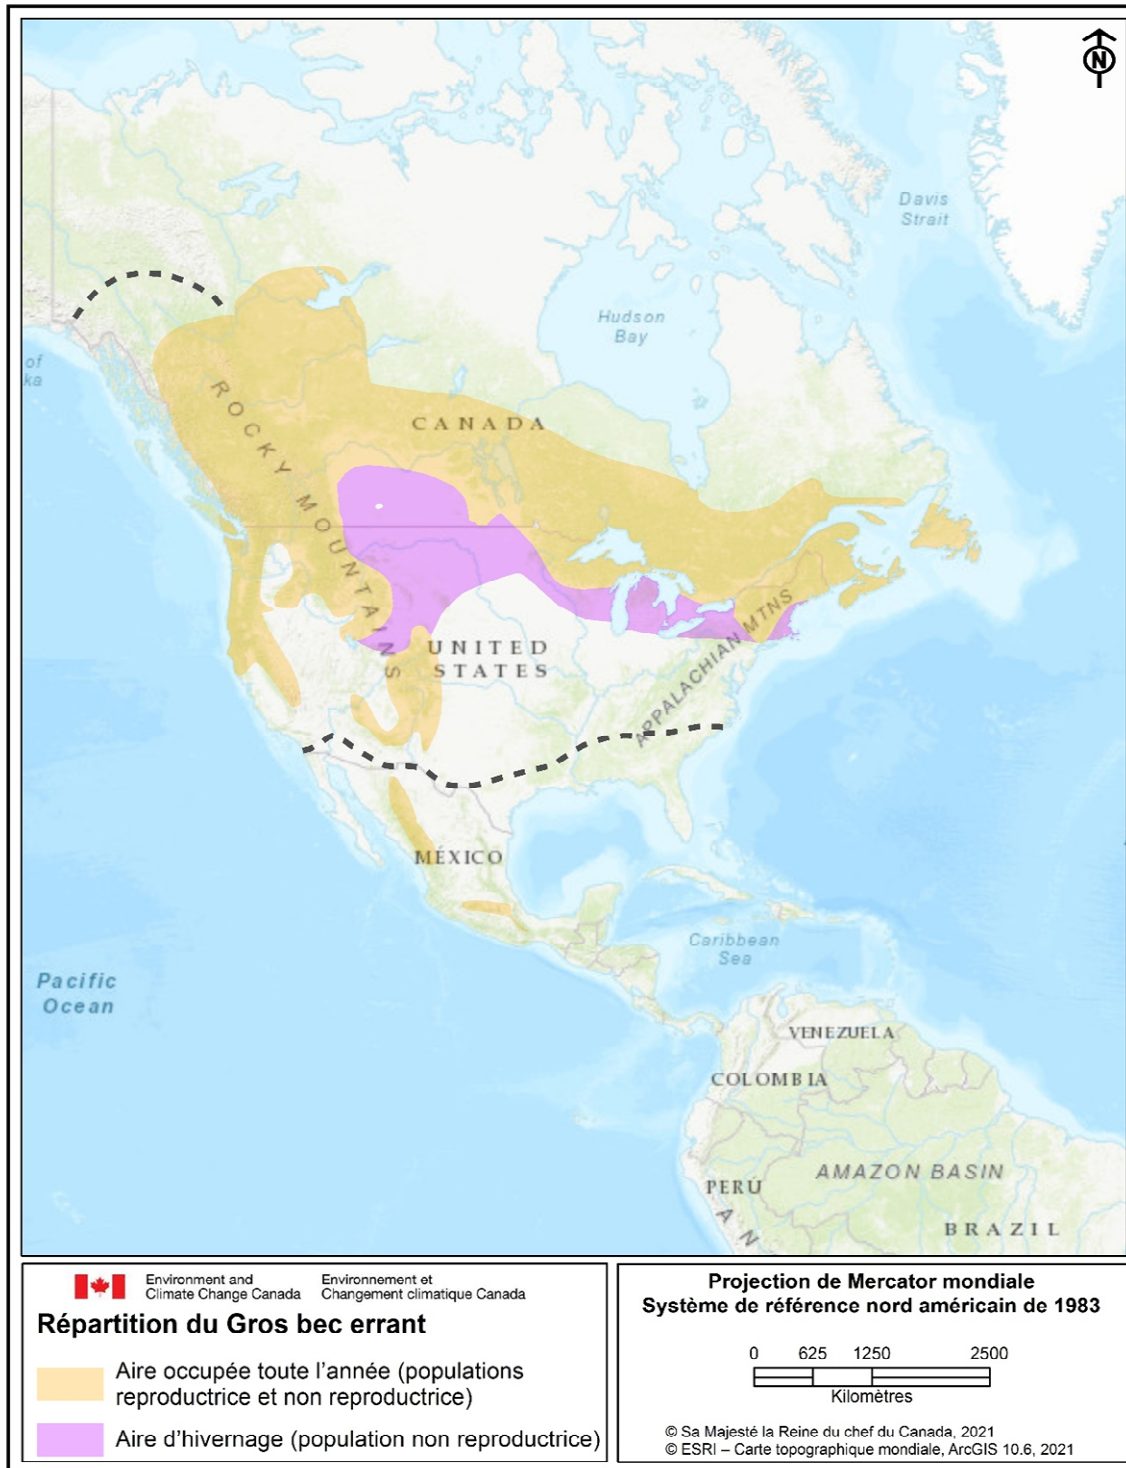 N
Davis
Strait
Hudson
Bay
of
ka
ROCKY MOUNTAINS
CANADA
UNITED
STATES
APPALACHIAN MTNS
MÉXICO
Caribbean
Sea
Pacific
Ocean
VENEZUELA
COLOMBIA
AMAZON BASIN
PERÚ
AN
BRAZIL
Environment and
Climate Change Canada
Environnement et
Changement climatique Canada
Répartition du Gros bec errant
Aire occupée toute l'année (populations
reproductrice et non reproductrice)
Aire d'hivernage (population non reproductrice)
Projection de Mercator mondiale
Système de référence nord américain de 1983
0 625 1250 2500
Kilomètres
© Sa Majesté la Reine du chef du Canada, 2021
© ESRI – Carte topographique mondiale, ArcGIS 10.6, 2021